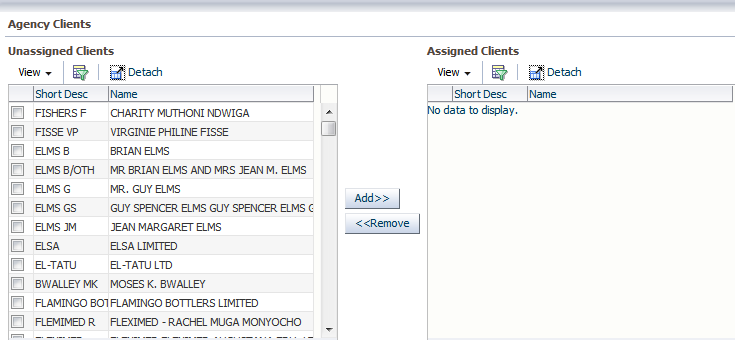 Agency Clients
Unassigned Clients
View Detach
Short Desc Name
FISHERS F CHARITY MUTHONI NDWIGA
FISSE VP VIRGINIE PHILINE FISSE
ELMS B BRIAN ELMS
ELMS B/OTH MR BRIAN ELMS AND MRS JEAN M. ELMS
ELMS G MR. GUY ELMS
ELMS GS GUY SPENCER ELMS GUY SPENCER ELMS G
ELMS JM JEAN MARGARET ELMS
ELSA ELSA LIMITED
EL-TATU EL-TATU LTD
BWALLEY MK MOSES K. BWALLEY
FLAMINGO BOT FLAMINGO BOTTLERS LIMITED
FLEMIMED R FLEXIMED - RACHEL MUGA MONYOCHO
Add>>
<<Remove
Assigned Clients
View Detach
Short Desc Name
No data to display.